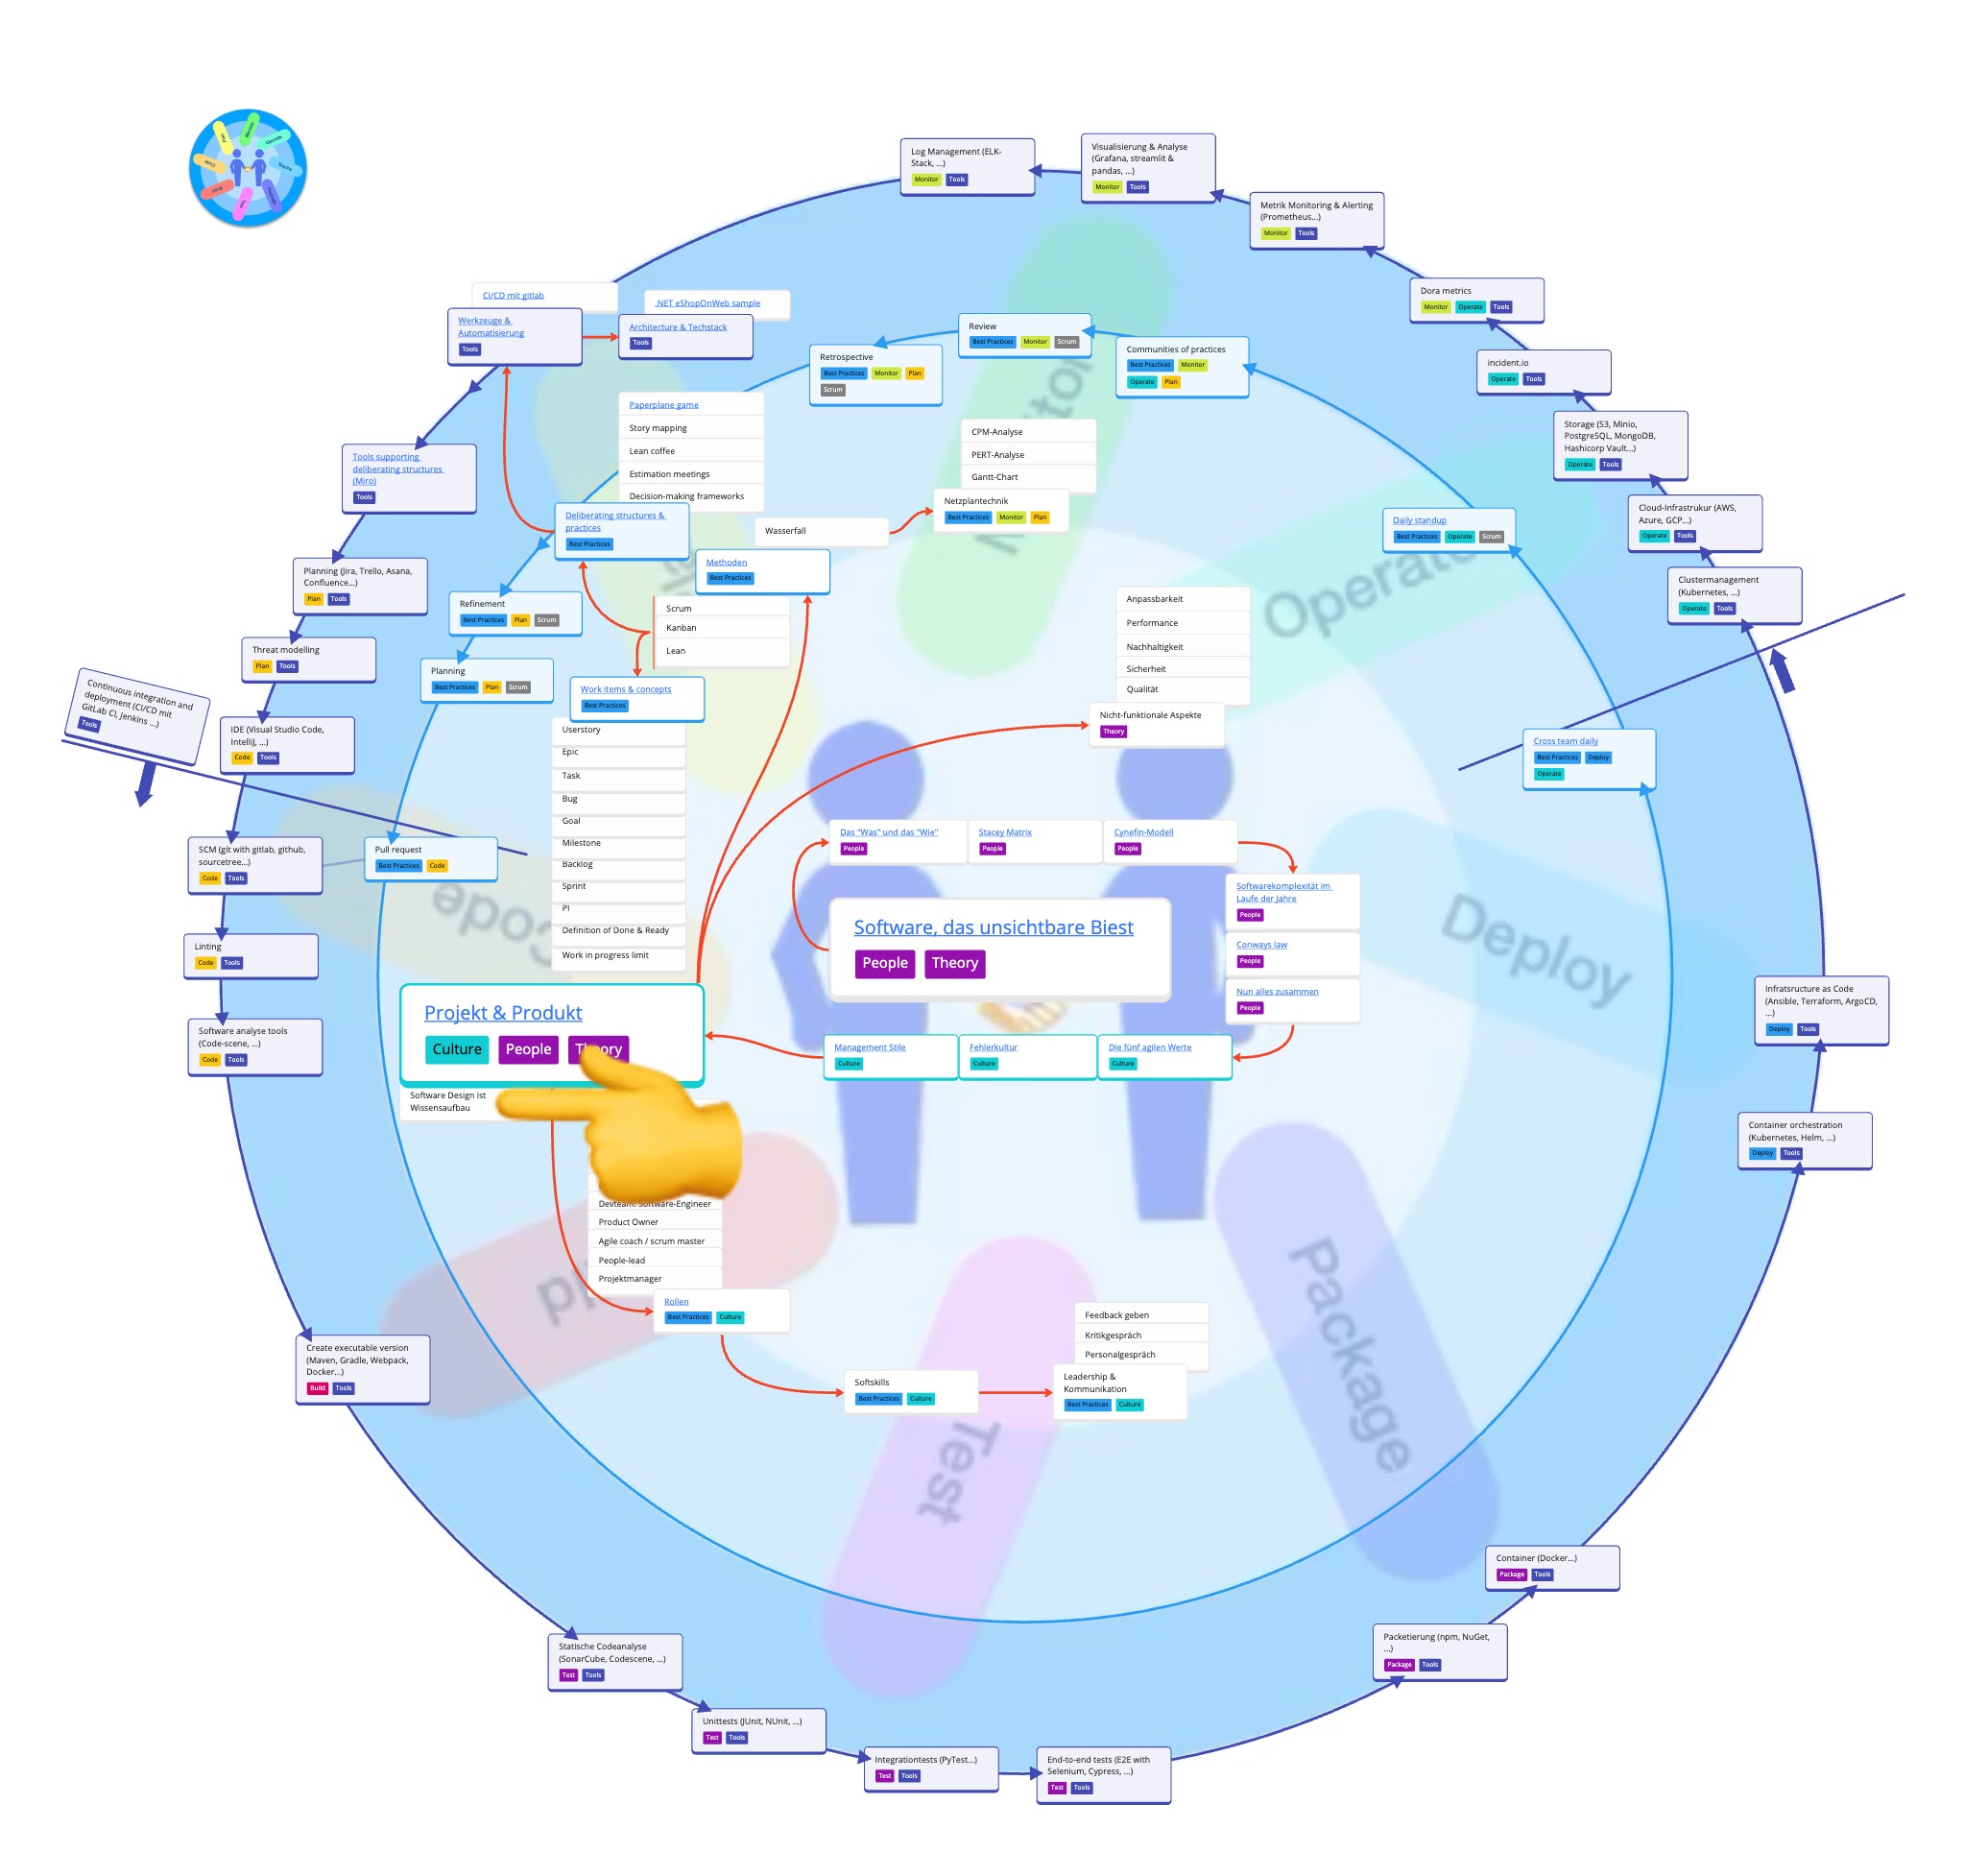 Log Management (ELK-
Stack, ...)
Monitor Tools
Visualisierung & Analyse
(Grafana, streamlit &
pandas, ...)
Monitor Tools
Metrik Monitoring & Alerting
(Prometheus...)
Monitor Tools
Dora metrics
Monitor Operate Tools
incident.io
Operate Tools
Storage (S3, Minio,
PostgreSQL, MongoDB,
Hashicorp Vault...)
Operate Tools
Cloud-Infrastrukur (AWS,
Azure, GCP...)
Operate Tools
Clustermanagement
(Kubernetes, ...)
Operate Tools
CI/CD mit gitlab
.NET eShopOnWeb sample
Werkzeuge &
Automatisierung
Tools
Architecture & Techstack
Tools
Retrospective
Best Practices Monitor Plan
Scrum
Review
Best Practices Monitor Scrum
Communities of practices
Best Practices Monitor
Operate Plan
Paperplane game
Story mapping
Lean coffee
Estimation meetings
Decision-making frameworks
Deliberating structures &
practices
Best Practices
CPM-Analyse
PERT-Analyse
Gantt-Chart
Netzplantechnik
Best Practices Monitor Plan
Wasserfall
Methoden
Best Practices
Daily standup
Best Practices Operate Scrum
Operate
Tools supporting
deliberating structures
(Miro)
Tools
Planning (Jira, Trello, Asana,
Confluence...)
Plan Tools
Threat modelling
Plan Tools
Continuous integration and
deployment (CI/CD mit
GitLab CI, Jenkins ...)
Tools
IDE (Visual Studio Code,
IntelliJ, ...)
Code Tools
Refinement
Best Practices Plan Scrum
Planning
Best Practices Plan Scrum
Scrum
Kanban
Lean
Work items & concepts
Best Practices
Userstory
Epic
Task
Bug
Goal
Milestone
Backlog
Sprint
PI
Definition of Done & Ready
Work in progress limit
Anpassbarkeit
Performance
Nachhaltigkeit
Sicherheit
Qualität
Nicht-funktionale Aspekte
Theory
Cross team daily
Best Practices Deploy
Operate
SCM (git with gitlab, github,
sourcetree...)
Code Tools
Pull request
Best Practices Code
Code
Linting
Code Tools
Software analyse tools
(Code-scene, ...)
Code Tools
Das "Was" und das "Wie"
People
Stacey Matrix
People
Cynefin-Modell
People
Softwarekomplexität im
Laufe der Jahre
People
Conways law
People
Nun alles zusammen
People
Software, das unsichtbare Biest
People Theory
Deploy
Projekt & Produkt
Culture People Theory
Management Stile
Culture
Fehlerkultur
Culture
Die fünf agilen Werte
Culture
Software Design ist
Wissensaufbau
Infratsructure as Code
(Ansible, Terraform, ArgoCD,
...)
Deploy Tools
Container orchestration
(Kubernetes, Helm, ...)
Deploy Tools
Devteam: Software-Engineer
Product Owner
Agile coach / scrum master
People-lead
Projektmanager
Rollen
Best Practices Culture
Softskills
Best Practices Culture
Feedback geben
Kritikgespräch
Personalgespräch
Leadership &
Kommunikation
Best Practices Culture
Package
Test
Create executable version
(Maven, Gradle, Webpack,
Docker...)
Build Tools
Statische Codeanalyse
(SonarCube, Codescene, ...)
Test Tools
Unittests (JUnit, NUnit, ...)
Test Tools
Integrationtests (PyTest...)
Test Tools
End-to-end tests (E2E with
Selenium, Cypress, ...)
Test Tools
Packetierung (npm, NuGet,
...)
Package Tools
Container (Docker...)
Package Tools